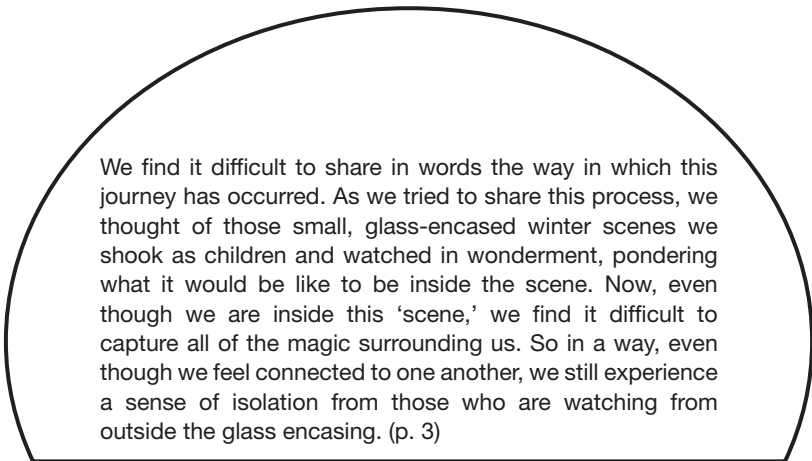 We find it difficult to share in words the way in which this
journey has occurred. As we tried to share this process, we
thought of those small, glass-encased winter scenes we
shook as children and watched in wonderment, pondering
what it would be like to be inside the scene. Now, even
though we are inside this ‘scene,’ we find it difficult to
capture all of the magic surrounding us. So in a way, even
though we feel connected to one another, we still experience
a sense of isolation from those who are watching from
outside the glass encasing. (p. 3)